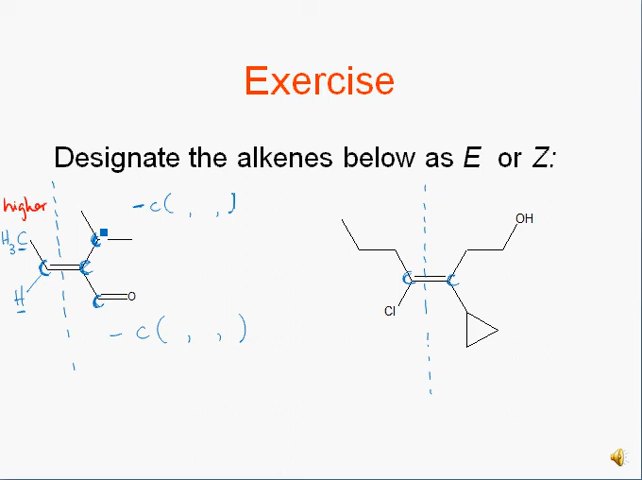 Exercise
Designate the alkenes below as E or Z:
higher
-C( , , )
H3C
C
C
C
H
C
O
-C( , , )
OH
C
C
Cl